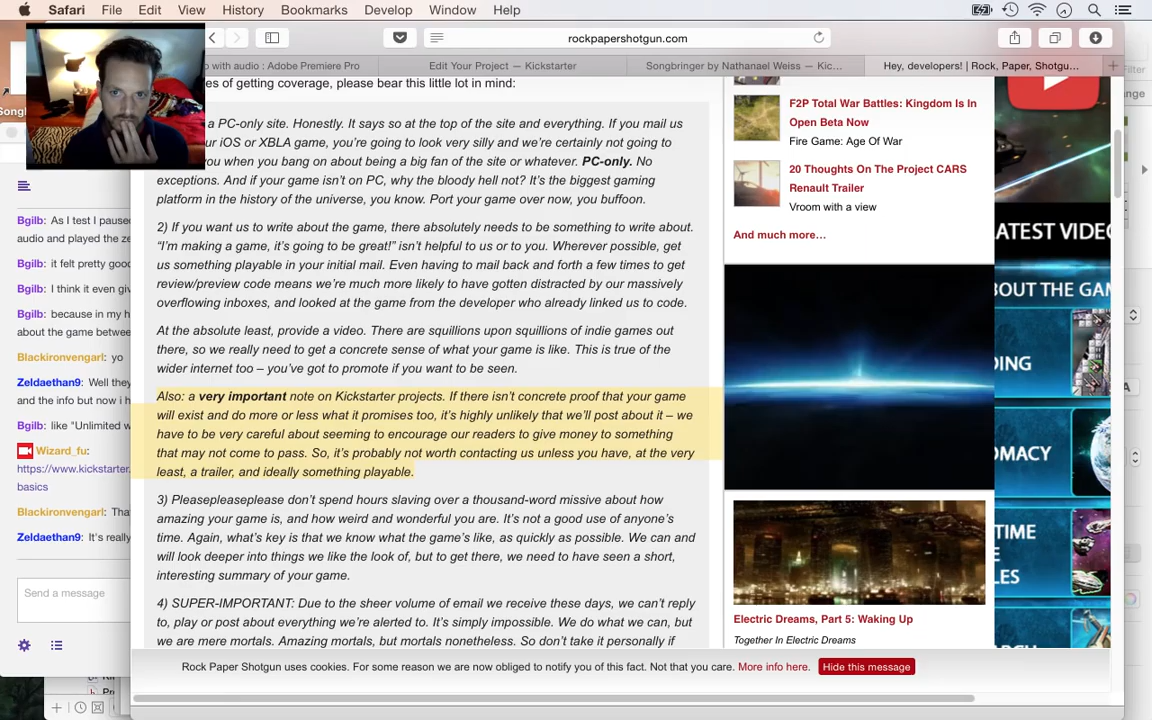 Safari File Edit View History Bookmarks Develop Window Help
rockpapershotgun.com
with audio : Adobe Premiere Pro
Edit Your Project — Kickstarter
Songbringer by Nathanael Weiss — Kic...
Hey, developers! | Rock, Paper, Shotgu...
of getting coverage, please bear this little lot in mind:
a PC-only site. Honestly. It says so at the top of the site and everything. If you mail us
iOS or XBLA game, you're going to look very silly and we're certainly not going to
you when you bang on about being a big fan of the site or whatever. PC-only. No
exceptions. And if your game isn't on PC, why the bloody hell not? It's the biggest gaming
platform in the history of the universe, you know. Port your game over now, you buffoon.
2) If you want us to write about the game, there absolutely needs to be something to write about.
"I'm making a game, it's going to be great!" isn't helpful to us or to you. Wherever possible, get
us something playable in your initial mail. Even having to mail back and forth a few times to get
review/preview code means we're much more likely to have gotten distracted by our massively
overflowing inboxes, and looked at the game from the developer who already linked us to code.
At the absolute least, provide a video. There are squillions upon squillions of indie games out
there, so we really need to get a concrete sense of what your game is like. This is true of the
wider internet too – you've got to promote if you want to be seen.
Also: a very important note on Kickstarter projects. If there isn't concrete proof that your game
will exist and do more or less what it promises too, it's highly unlikely that we'll post about it – we
have to be very careful about seeming to encourage our readers to give money to something
that may not come to pass. So, it's probably not worth contacting us unless you have, at the very
least, a trailer, and ideally something playable.
3) Pleasepleaseplease don't spend hours slaving over a thousand-word missive about how
amazing your game is, and how weird and wonderful you are. It's not a good use of anyone's
time. Again, what's key is that we know what the game's like, as quickly as possible. We can and
will look deeper into things we like the look of, but to get there, we need to have seen a short,
interesting summary of your game.
4) SUPER-IMPORTANT: Due to the sheer volume of email we receive these days, we can't reply
to, play or post about everything we're alerted to. It's simply impossible. We do what we can, but
we are mere mortals. Amazing mortals, but mortals nonetheless. So don't take it personally if
F2P Total War Battles: Kingdom Is In
Open Beta Now
Fire Game: Age Of War
20 Thoughts On The Project CARS
Renault Trailer
Vroom with a view
And much more…
Electric Dreams, Part 5: Waking Up
Together In Electric Dreams
ATEST VIDEO
BOUT THE GAM
DING
OMACY
TIME
LES
RCH
Bgilb: As I test I paused
audio and played the ze
Bgilb: it felt pretty good
Bgilb: I think it even giv
Bgilb: because in my h
about the game between
Blackironvengarl: yo
Zeldaethan9: Well they
and the info but now i h
Bgilb: like "Unlimited w
Wizard_fu:
https://www.kickstarter.
basics
Blackironvengarl: Tha
Zeldaethan9: It's really
Send a message
Rock Paper Shotgun uses cookies. For some reason we are now obliged to notify you of this fact. Not that you care. More info here. Hide this message